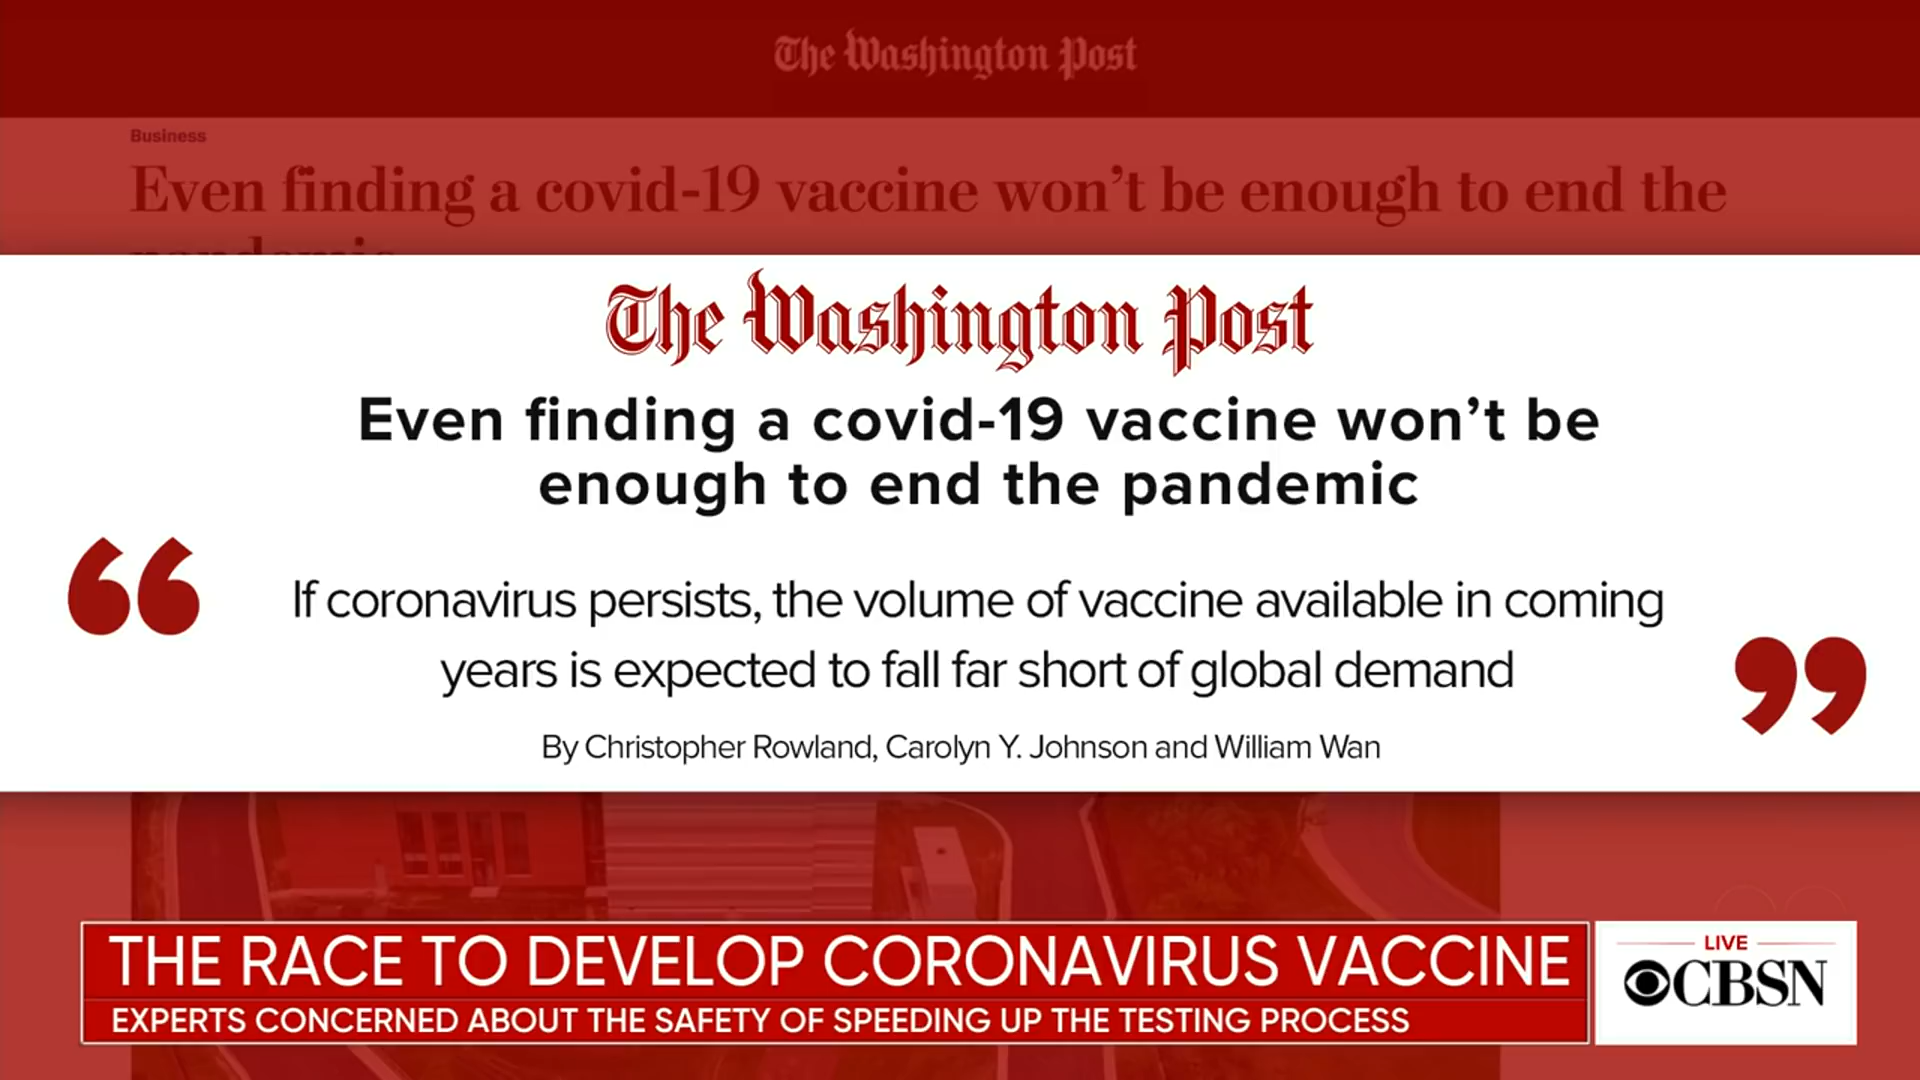 The Washington Post
Business
Even finding a covid-19 vaccine won't be enough to end the
pandemic
The Washington Post
Even finding a covid-19 vaccine won't be
enough to end the pandemic
“ If coronavirus persists, the volume of vaccine available in coming
years is expected to fall far short of global demand ”
By Christopher Rowland, Carolyn Y. Johnson and William Wan
THE RACE TO DEVELOP CORONAVIRUS VACCINE
EXPERTS CONCERNED ABOUT THE SAFETY OF SPEEDING UP THE TESTING PROCESS
LIVE
CBSN